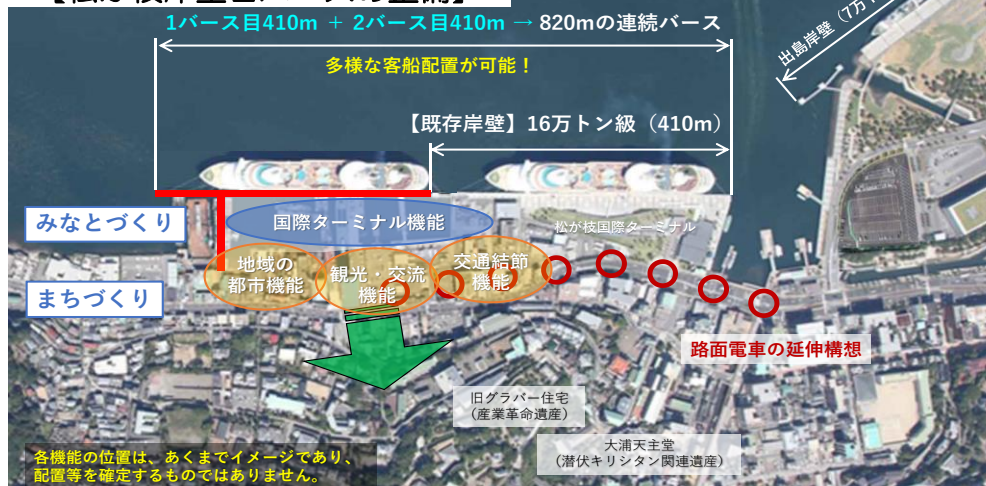 1バース目410m + 2バース目410m → 820mの連続バース
多様な客船配置が可能！
出島岸壁（7万
【既存岸壁】16万トン級（410m）
みなとづくり
国際ターミナル機能
松が枝国際ターミナル
地域の
都市機能
観光・交流
機能
交通結節
機能
まちづくり
路面電車の延伸構想
旧グラバー住宅
（産業革命遺産）
大浦天主堂
（潜伏キリシタン関連遺産）
各機能の位置は、あくまでイメージであり、
配置等を確定するものではありません。